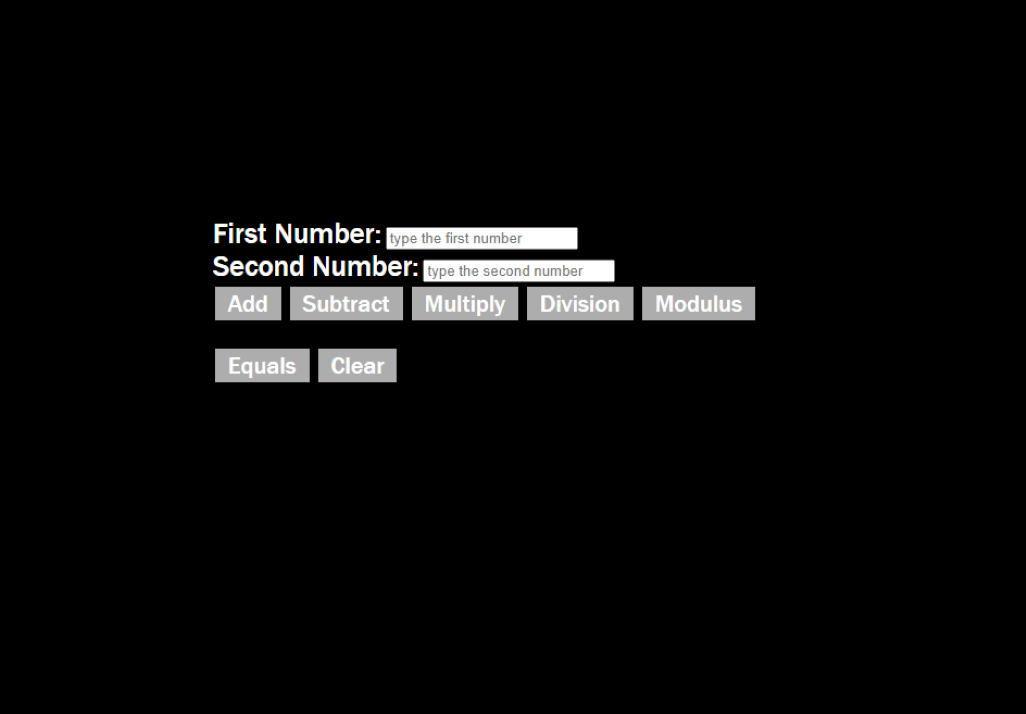 First Number: type the first number
Second Number: type the second number
Add Subtract Multiply Division Modulus
Equals Clear